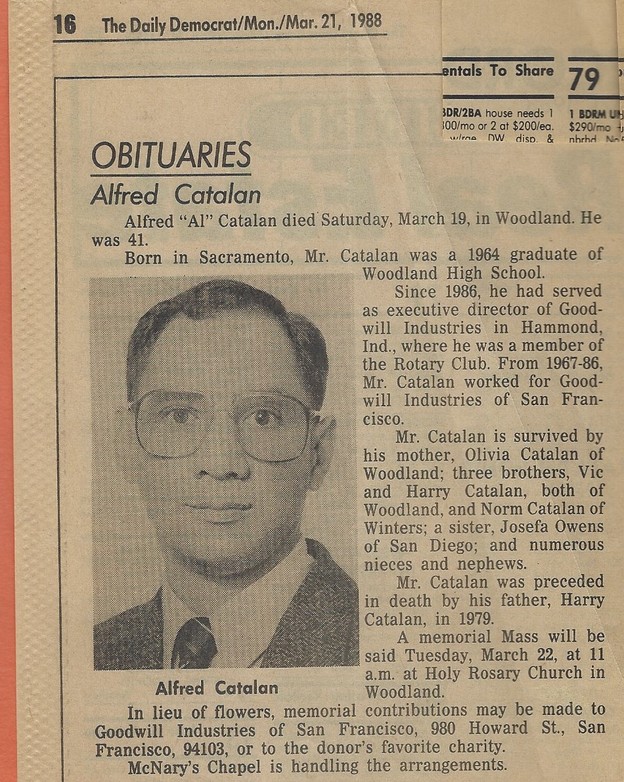 16 The Daily Democrat/Mon./Mar. 21, 1988
entals To Share
BDR/2BA house needs 1
00/mo or 2 at $200/ea.
DW disp. &
79
1 BDRM
$290/mo
OBITUARIES
Alfred Catalan
Alfred “Al” Catalan died Saturday, March 19, in Woodland. He
was 41.
Born in Sacramento, Mr. Catalan was a 1964 graduate of
Woodland High School.
Since 1986, he had served
as executive director of Good-
will Industries in Hammond,
Ind., where he was a member of
the Rotary Club. From 1967-86,
Mr. Catalan worked for Good-
will Industries of San Fran-
cisco.
Mr. Catalan is survived by
his mother, Olivia Catalan of
Woodland; three brothers, Vic
and Harry Catalan, both of
Woodland, and Norm Catalan of
Winters; a sister, Josefa Owens
of San Diego; and numerous
nieces and nephews.
Mr. Catalan was preceded
in death by his father, Harry
Catalan, in 1979.
A memorial Mass will be
said Tuesday, March 22, at 11
a.m. at Holy Rosary Church in
Woodland.
Alfred Catalan
In lieu of flowers, memorial contributions may be made to
Goodwill Industries of San Francisco, 980 Howard St., San
Francisco, 94103, or to the donor's favorite charity.
McNary's Chapel is handling the arrangements.